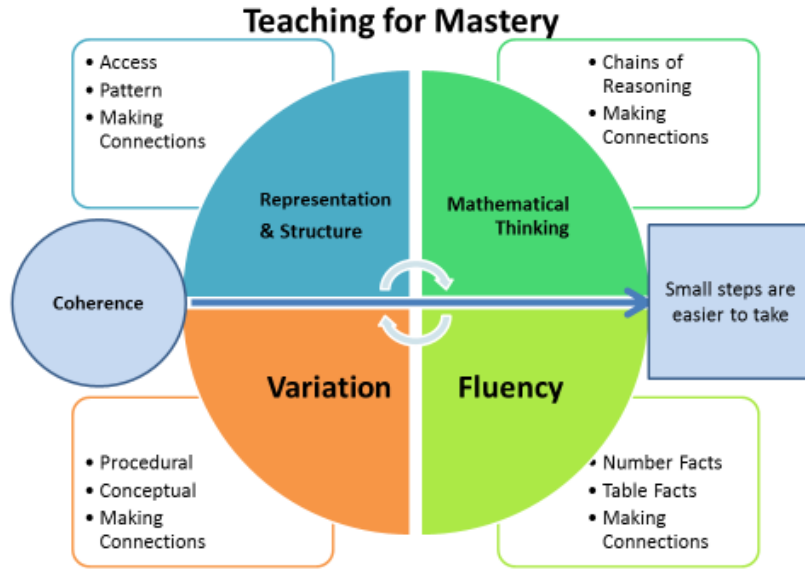 Teaching for Mastery
• Access
• Pattern
• Making
Connections
• Chains of
Reasoning
• Making
Connections
Representation
& Structure
Mathematical
Thinking
Coherence
Small steps are
easier to take
Variation
Fluency
• Procedural
• Conceptual
• Making
Connections
• Number Facts
• Table Facts
• Making
Connections